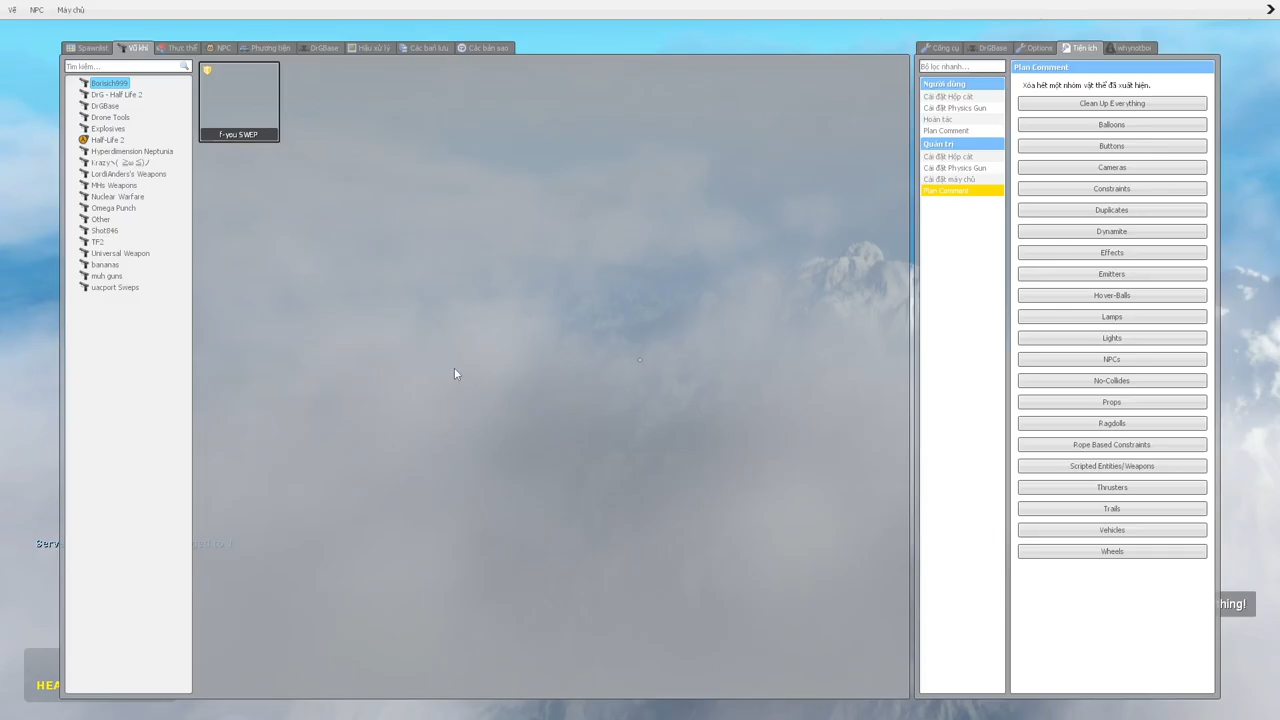 Vẽ NPC Máy chủ
Spawnlist Vũ khí Thực thể NPC Phương tiện DrGBase Hậu xử lý Các bản lưu Các bản sao
Công cụ DrGBase Options Tiện ích whynotboi
Tìm kiếm...
Borisich999
DrG - Half Life 2
DrGBase
Drone Tools
Explosives
Half-Life 2
Hyperdimension Neptunia
LordiAnders's Weapons
MHs Weapons
Nuclear Warfare
Omega Punch
Other
Shot846
TF2
Universal Weapon
bananas
muh guns
uacport Sweps
f-you SWEP
Bộ lọc nhanh...
Người dùng
Cài đặt Hộp cát
Cài đặt Physics Gun
Hoàn tác
Plan Comment
Quản trị
Cài đặt Hộp cát
Cài đặt Physics Gun
Cài đặt máy chủ
Plan Comment
Plan Comment
Xóa hết một nhóm vật thể đã xuất hiện.
Clean Up Everything
Balloons
Buttons
Cameras
Constraints
Duplicates
Dynamite
Effects
Emitters
Hover-Balls
Lamps
Lights
NPCs
No-Collides
Props
Ragdolls
Rope Based Constraints
Scripted Entities/Weapons
Thrusters
Trails
Vehicles
Wheels
Serv
hing!
HEA